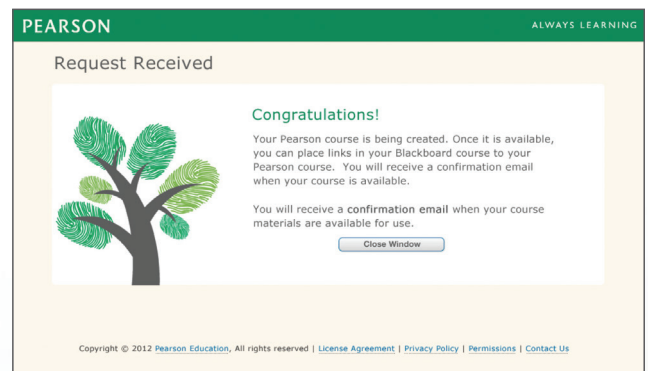 PEARSON
ALWAYS LEARNING
Request Received
Congratulations!
Your Pearson course is being created. Once it is available,
you can place links in your Blackboard course to your
Pearson course. You will receive a confirmation email
when your course is available.
You will receive a confirmation email when your course
materials are available for use.
Close Window
Copyright © 2012 Pearson Education, All rights reserved | License Agreement | Privacy Policy | Permissions | Contact Us